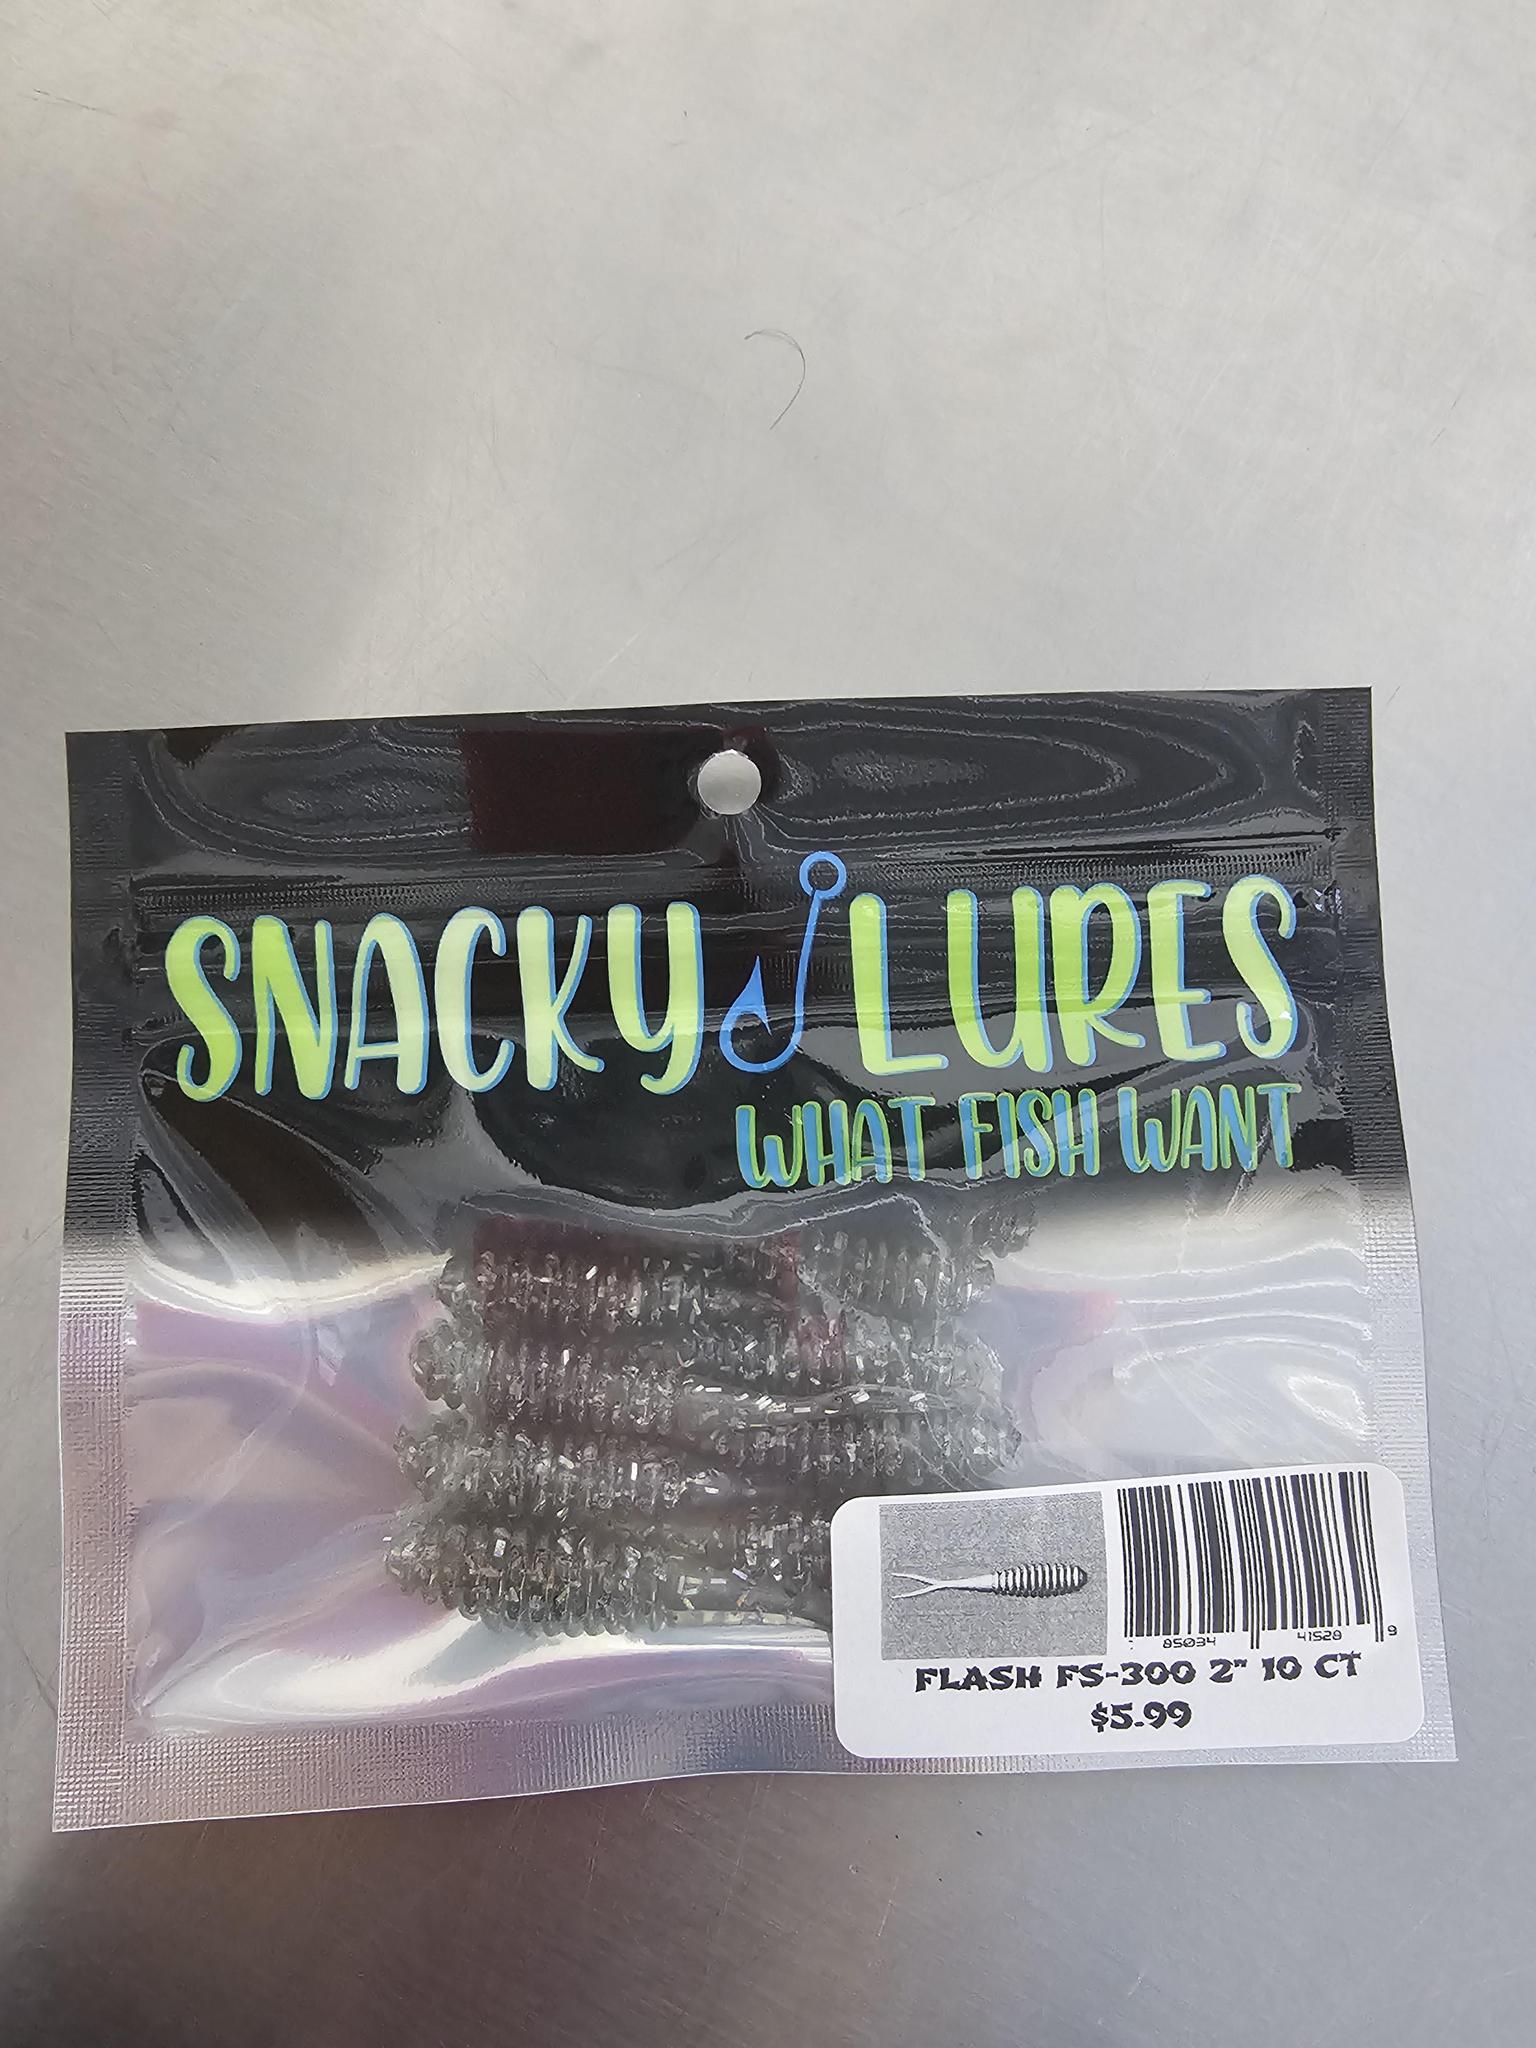 SNACKY LURES
WHAT FISH WANT
85034 41528 9
FLASH FS-300 2" 10 CT
$5.99